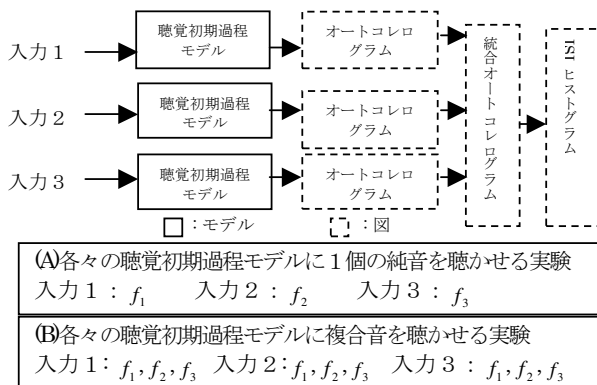 入力1
聴覚初期過程
モデル
オートコレロ
グラム
入力2
聴覚初期過程
モデル
オートコレロ
グラム
入力3
聴覚初期過程
モデル
オートコレロ
グラム
統合オートコレログラム
TSTヒストグラム
:モデル
:図
(A)各々の聴覚初期過程モデルに1個の純音を聴かせる実験
入力1: f₁ 入力2: f₂ 入力3: f₃
(B)各々の聴覚初期過程モデルに複合音を聴かせる実験
入力1: f₁, f₂, f₃ 入力2: f₁, f₂, f₃ 入力3: f₁, f₂, f₃